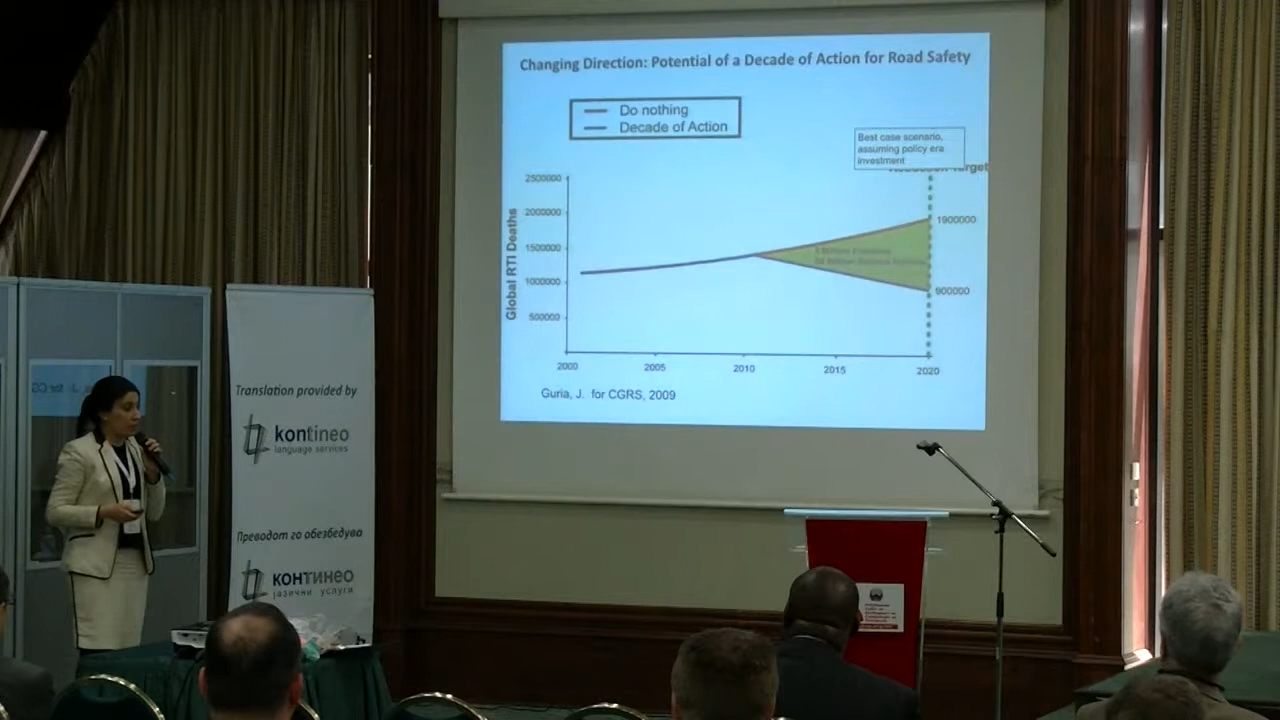 Changing Direction: Potential of a Decade of Action for Road Safety
Do nothing
Decade of Action
Best case scenario,
assuming policy era
investment
Global RTI Deaths
2500000
2000000
1500000
1000000
500000
1900000
900000
2000
2005
2010
2015
2020
Guria, J. for CGRS, 2009
Translation provided by
kontineo
language services
Преводот го обезбедува
континео
јазични услуги